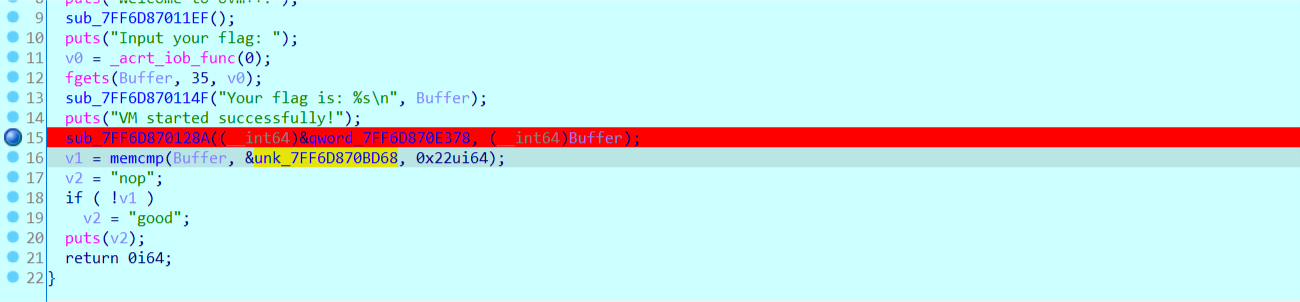 9 sub_7FF6D87011EF();
10 puts("Input your flag: ");
11 v0 = _acrt_iob_func(0);
12 fgets(Buffer, 35, v0);
13 sub_7FF6D870114F("Your flag is: %s\n", Buffer);
14 puts("VM started successfully!");
15 sub_7FF6D870128A((__int64)&qword_7FF6D870E378, (__int64)Buffer);
16 v1 = memcmp(Buffer, &unk_7FF6D870BD68, 0x22ui64);
17 v2 = "nop";
18 if ( !v1 )
19 v2 = "good";
20 puts(v2);
21 return 0i64;
22 }